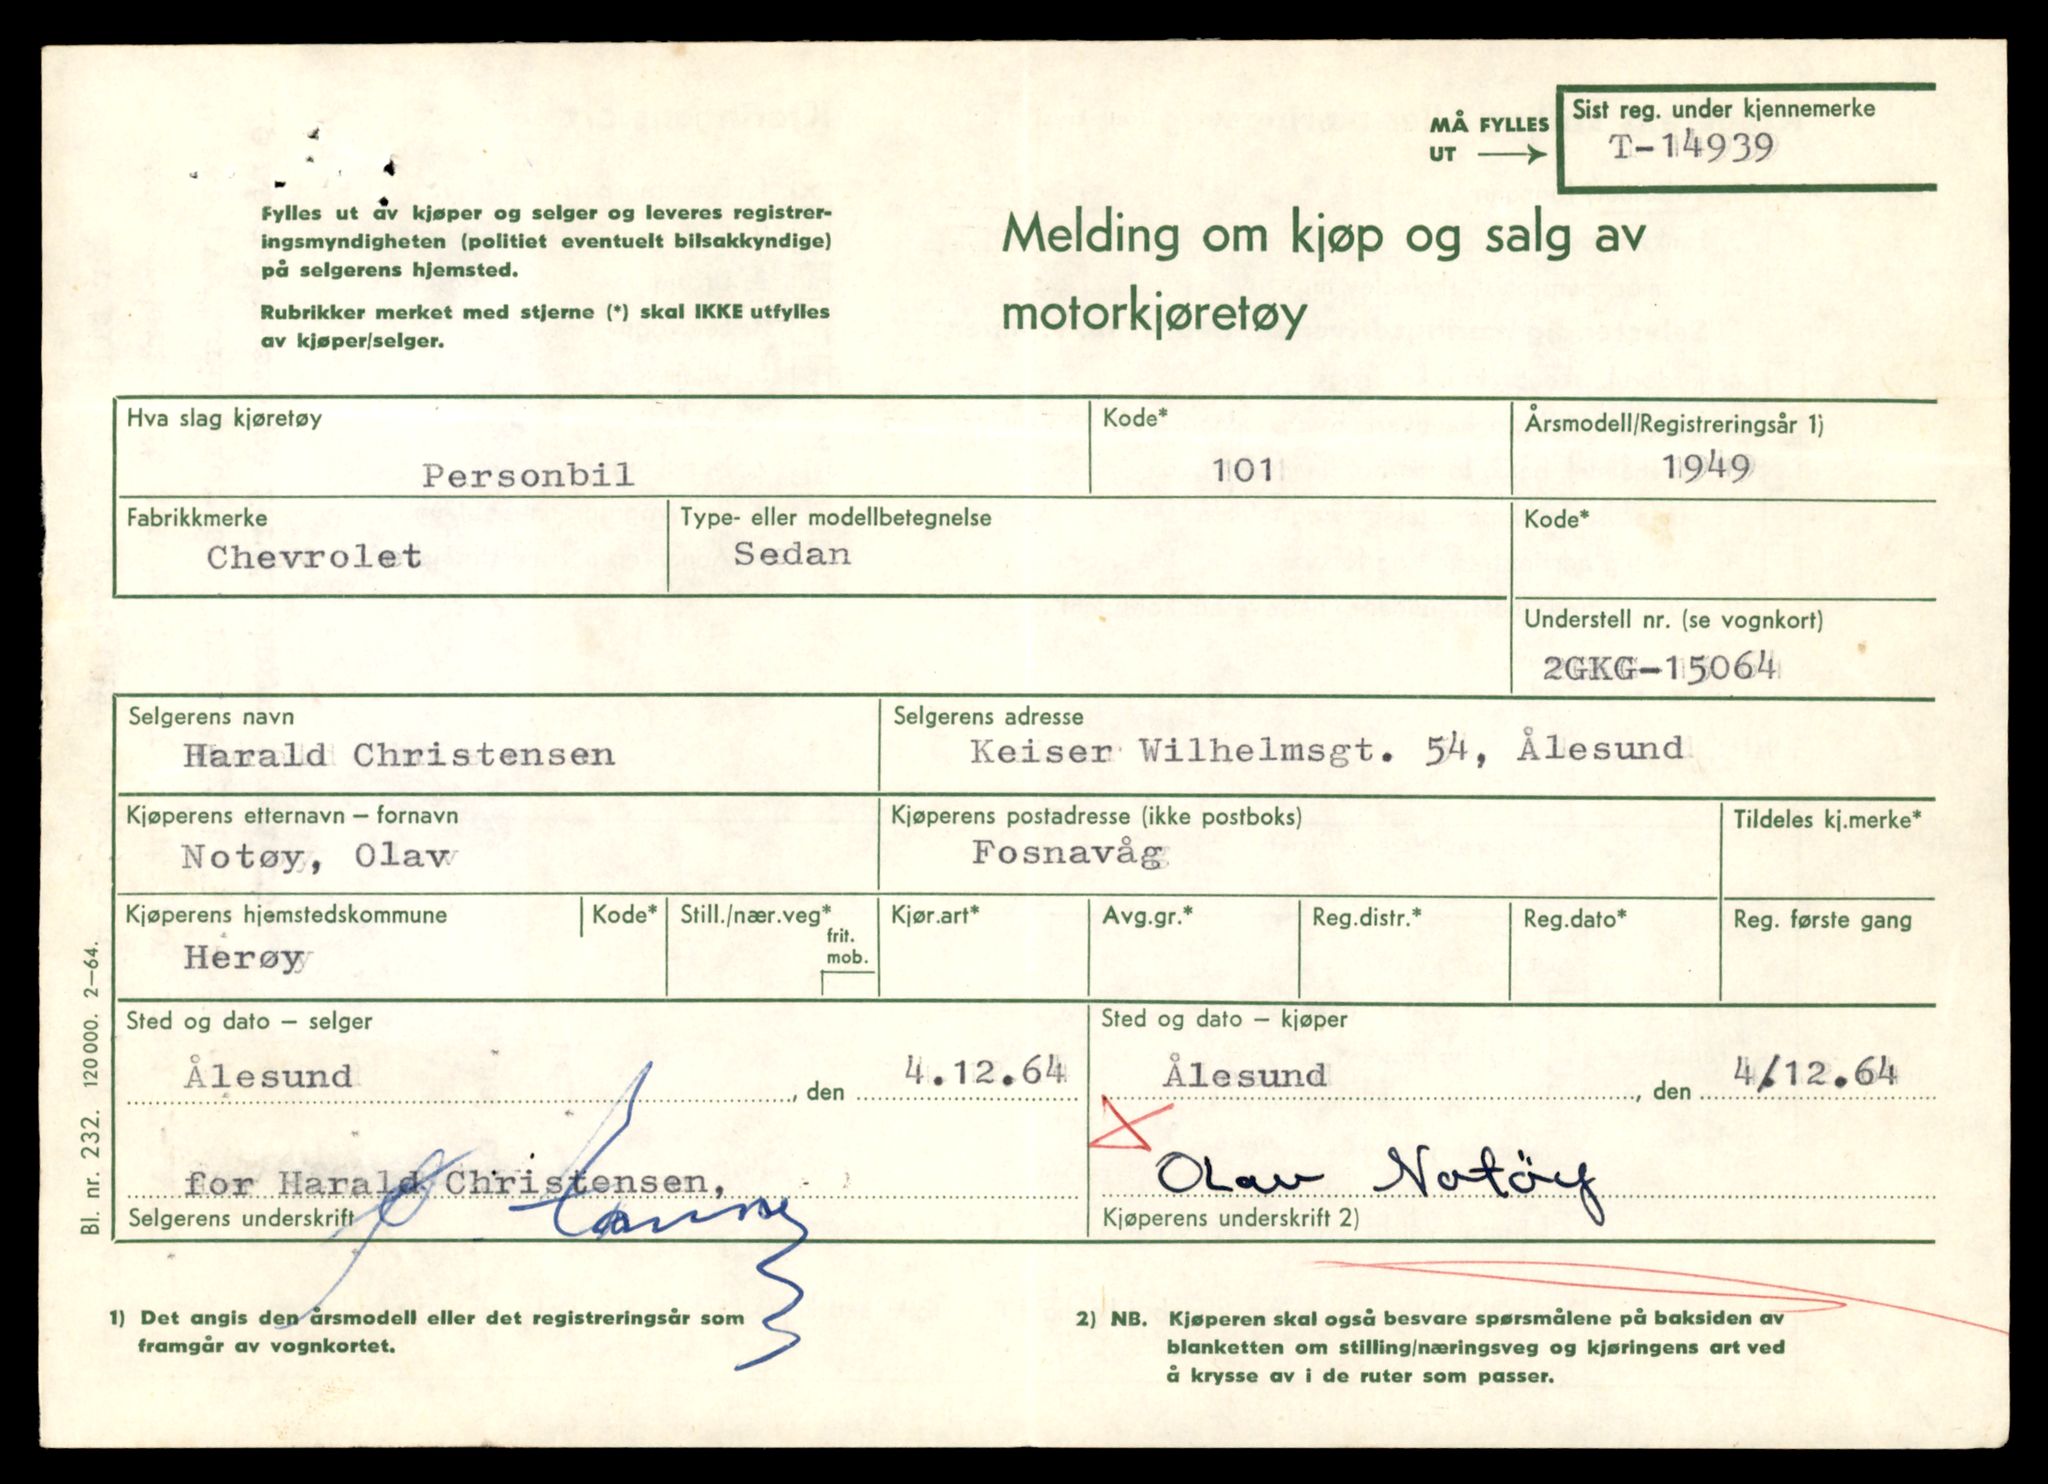 MÅ FYLLES
UT
Sist reg. under kjennemerke
T-14939
Fylles ut av kjøper og selger og leveres registrer-
ingsmyndigheten (politiet eventuelt bilsakkyndige)
på selgerens hjemsted.
Rubrikker merket med stjerne (*) skal IKKE utfylles
av kjøper/selger.
Melding om kjøp og salg av
motorkjøretøy
Hva slag kjøretøy
Personbil
Kode*
101
Årsmodell/Registreringsår 1)
1949
Fabrikkmerke
Chevrolet
Type- eller modellbetegnelse
Sedan
Kode*
Understell nr. (se vognkort)
2GKG-15064
Selgerens navn
Harald Christensen
Selgerens adresse
Keiser Wilhelmsgt. 54, Ålesund
Kjøperens etternavn – fornavn
Notøy, Olav
Kjøperens postadresse (ikke postboks)
Fosnavåg
Tildeles kj.merke*
Kjøperens hjemstedskommune
Herøy
Kode*
Still./nær.veg*
frit.
mob.
Kjør.art*
Avg.gr.*
Reg.distr.*
Reg.dato*
Reg. første gang
Sted og dato – selger
Ålesund, den 4.12.64
for Harald Christensen,
Selgerens underskrift
Sted og dato – kjøper
Ålesund, den 4/.12.64
Olav Notöy
Kjøperens underskrift 2)
Bl. nr. 232. 120 000. 2–64.
1) Det angis den årsmodell eller det registreringsår som
framgår av vognkortet.
2) NB. Kjøperen skal også besvare spørsmålene på baksiden av
blanketten om stilling/næringsveg og kjøringens art ved
å krysse av i de ruter som passer.